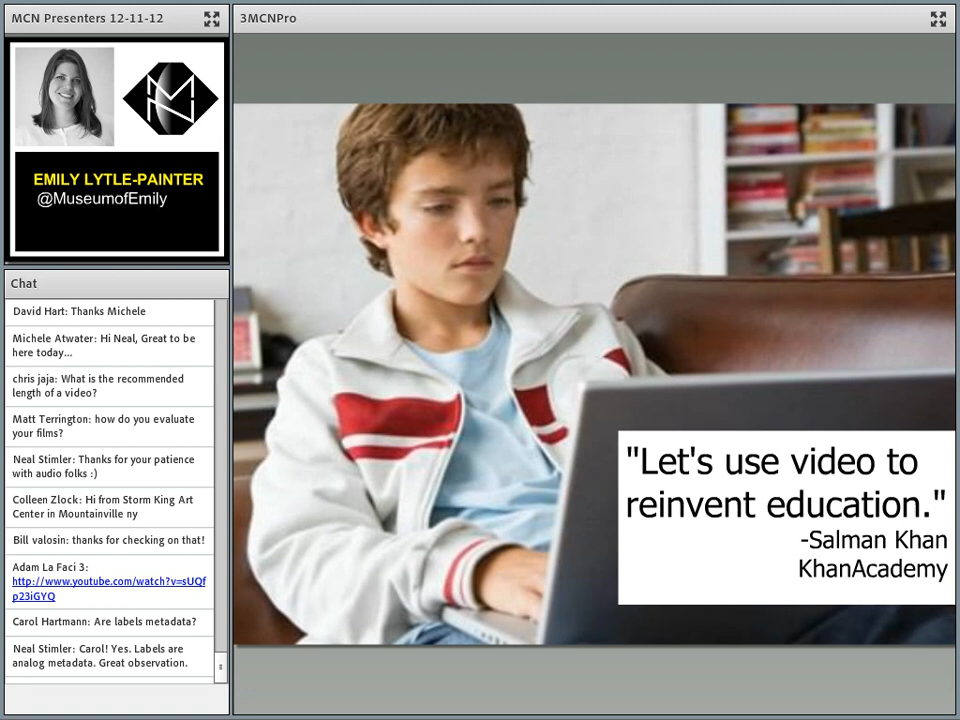 MCN Presenters 12-11-12
EMILY LYTLE-PAINTER
@MuseumofEmily
Chat
David Hart: Thanks Michele
Michele Atwater: Hi Neal, Great to
be here today...
chris jaja: What is the recommended
length of a video?
Matt Terrington: how do you evaluate
your films?
Neal Stimler: Thanks for your patience
with audio folks :)
Colleen Zlock: Hi from Storm King Art
Center in Mountainville ny
Bill valosin: thanks for checking on that!
Adam La Faci 3:
http://www.youtube.com/watch?v=sUQf
p23iGYQ
Carol Hartmann: Are labels metadata?
Neal Stimler: Carol! Yes. Labels are
analog metadata. Great observation.
3MCNPro
"Let's use video to
reinvent education."
-Salman Khan
KhanAcademy